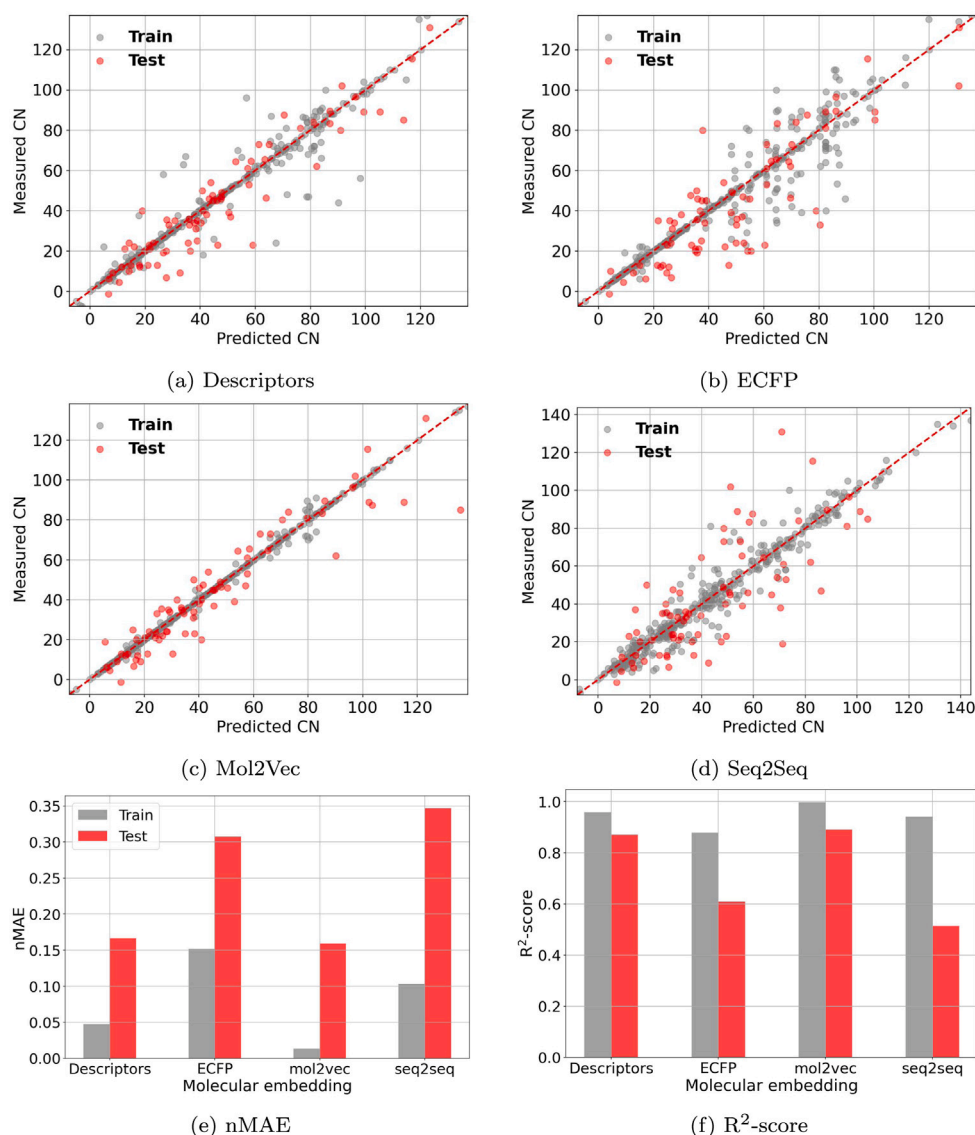 Train
Test
Measured CN
120
100
80
60
40
20
0
0 20 40 60 80 100 120
Predicted CN
(a) Descriptors
Train
Test
Measured CN
120
100
80
60
40
20
0
0 20 40 60 80 100 120
Predicted CN
(b) ECFP
Train
Test
Measured CN
120
100
80
60
40
20
0
0 20 40 60 80 100 120
Predicted CN
(c) Mol2Vec
Train
Test
Measured CN
140
120
100
80
60
40
20
0
0 20 40 60 80 100 120 140
Predicted CN
(d) Seq2Seq
Train
Test
nMAE
0.35
0.30
0.25
0.20
0.15
0.10
0.05
0.00
Descriptors ECFP mol2vec seq2seq
Molecular embedding
(e) nMAE
R²-score
1.0
0.8
0.6
0.4
0.2
0.0
Descriptors ECFP mol2vec seq2seq
Molecular embedding
(f) R²-score